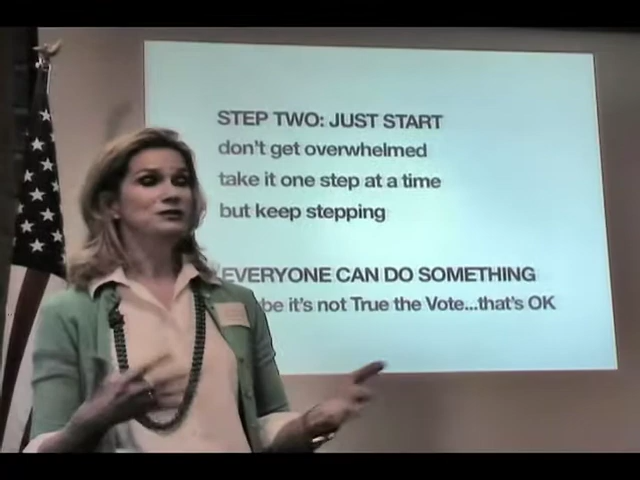 STEP TWO: JUST START
don't get overwhelmed
take it one step at a time
but keep stepping
EVERYONE CAN DO SOMETHING
it's not True the Vote...that's OK